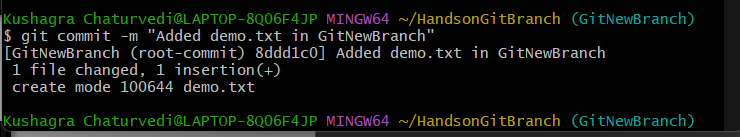 Kushagra Chaturvedi@LAPTOP-8Q06F4JP MINGW64 ~/HandsonGitBranch (GitNewBranch)
$ git commit -m "Added demo.txt in GitNewBranch"
[GitNewBranch (root-commit) 8ddd1c0] Added demo.txt in GitNewBranch
 1 file changed, 1 insertion(+)
 create mode 100644 demo.txt
Kushagra Chaturvedi@LAPTOP-8Q06F4JP MINGW64 ~/HandsonGitBranch (GitNewBranch)